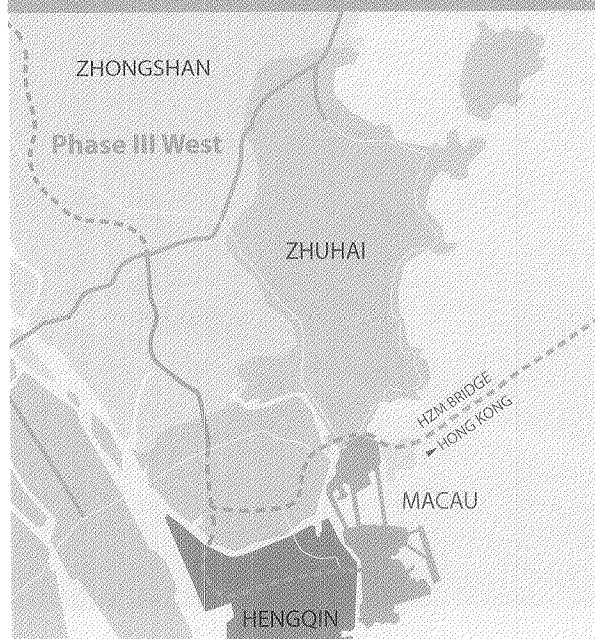 ZHONGSHAN
Phase III West
ZHUHAI
HZM BRIDGE
HONG KONG
MACAU
HENGQIN